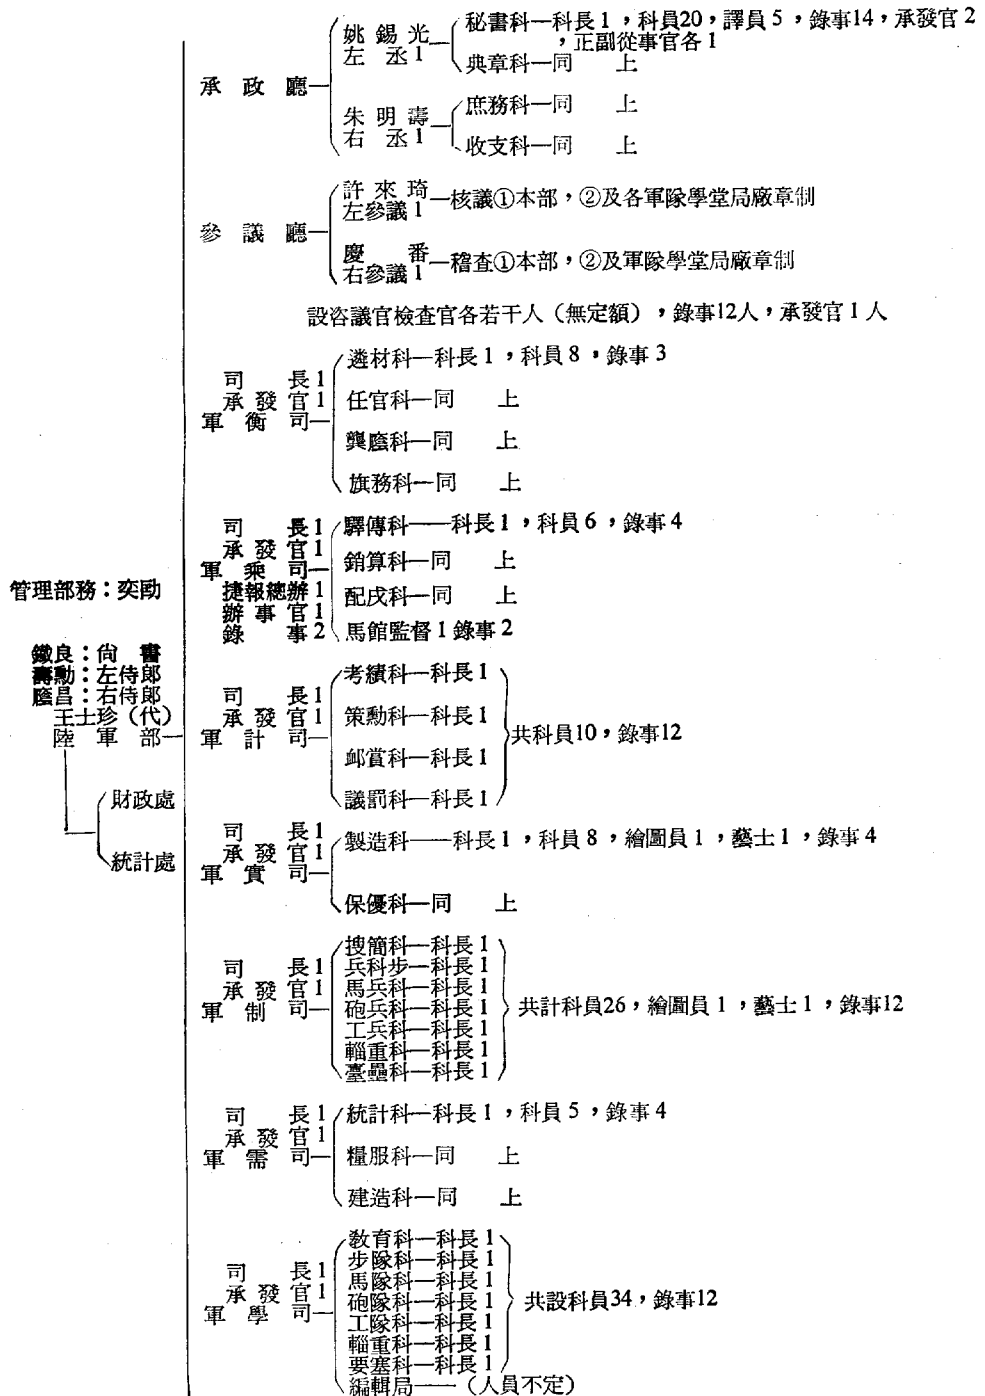 管理部務：奕劻
鐵良：尚書
壽勳：左侍郎
廕昌：右侍郎
王士珍（代）
陸軍部
財政處
統計處
承政廳
姚錫光
左丞1
秘書科—科長1，科員20，譯員5，錄事14，承發官2
，正副從事官各1
典章科—同上
朱明壽
右丞1
庶務科—同上
收支科—同上
參議廳
許來琦
左參議1
核議①本部，②及各軍隊學堂局廠章制
慶番
右參議1
稽查①本部，②及軍隊學堂局廠章制
設咨議官檢查官各若干人（無定額），錄事12人，承發官1人
司長1
承發官1
軍衡司
遴材科—科長1，科員8，錄事3
任官科—同上
襲廕科—同上
旗務科—同上
司長1
承發官1
軍乘司
捷報總辦1
辦事官1
錄事2
驛傳科——科長1，科員6，錄事4
銷算科—同上
配戌科—同上
馬館監督1錄事2
司長1
承發官1
軍計司
考績科—科長1
策勳科—科長1
卹賞科—科長1
議罰科—科長1
共科員10，錄事12
司長1
承發官1
軍實司
製造科——科長1，科員8，繪圖員1，藝士1，錄事4
保優科—同上
司長1
承發官1
軍制司
搜簡科—科長1
兵科步—科長1
馬兵科—科長1
砲兵科—科長1
工兵科—科長1
輜重科—科長1
臺壘科—科長1
共計科員26，繪圖員1，藝士1，錄事12
司長1
承發官1
軍需司
統計科—科長1，科員5，錄事4
糧服科—同上
建造科—同上
司長1
承發官1
軍學司
教育科—科長1
步隊科—科長1
馬隊科—科長1
砲隊科—科長1
工隊科—科長1
輜重科—科長1
要塞科—科長1
編輯局——（人員不定）
共設科員34，錄事12